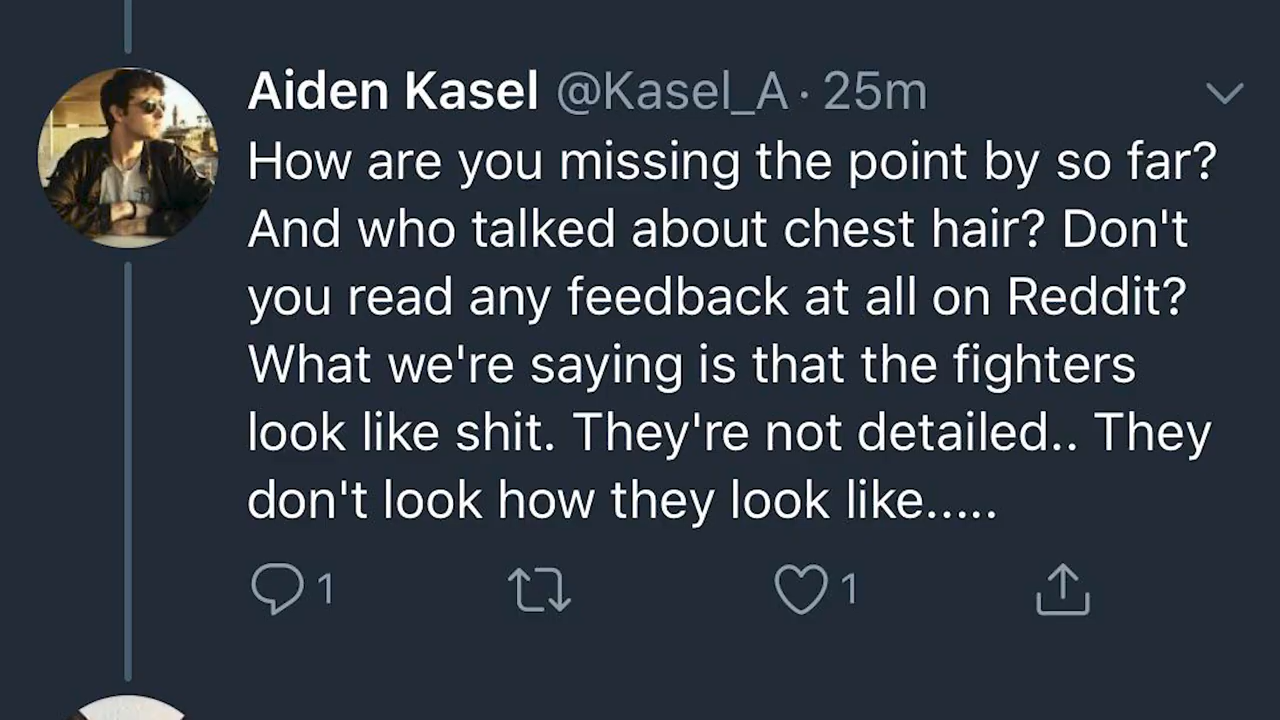 Aiden Kasel @Kasel_A · 25m
How are you missing the point by so far?
And who talked about chest hair? Don't
you read any feedback at all on Reddit?
What we're saying is that the fighters
look like shit. They're not detailed.. They
don't look how they look like.....
1 1